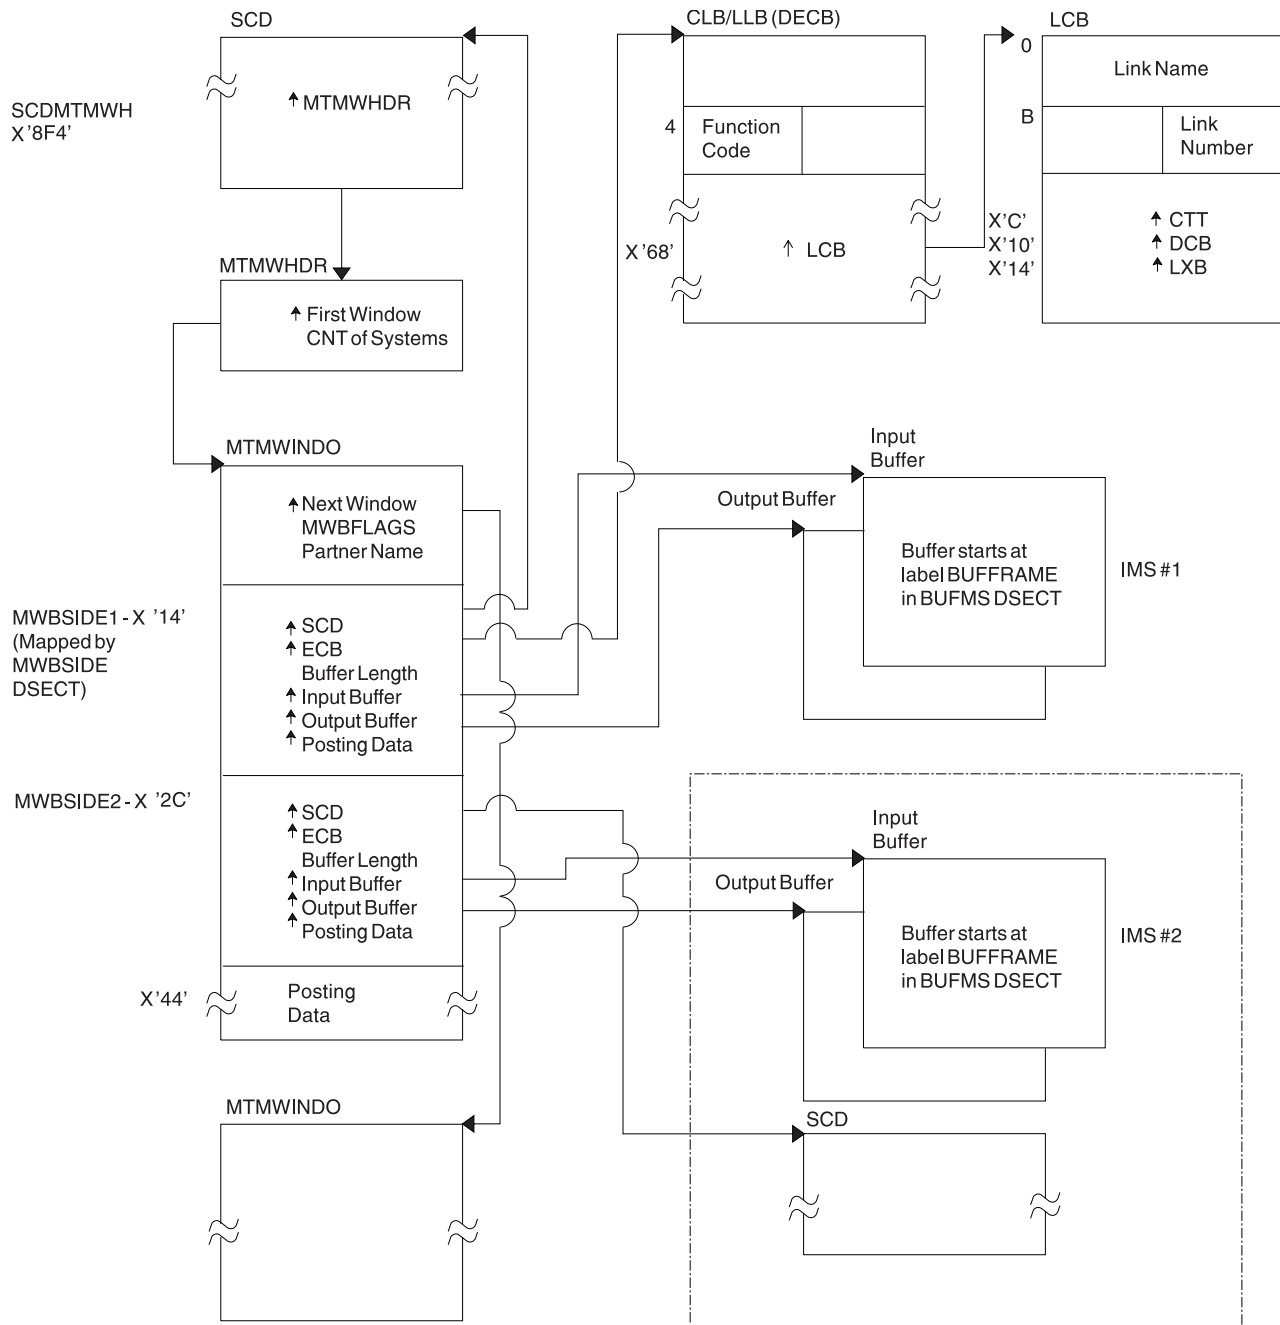 SCD
SCDMTMWH
X'8F4'
MTMWHDR
MTMWHDR
First Window
CNT of Systems
CLB/LLB (DECB)
4
Function
Code
X'68'
LCB
LCB
0
Link Name
B
Link
Number
X'C'
X'10'
X'14'
CTT
DCB
LXB
MTMWINDO
Next Window
MWBFLAGS
Partner Name
MWBSIDE1 - X '14'
(Mapped by
MWBSIDE
DSECT)
SCD
ECB
Buffer Length
Input Buffer
Output Buffer
Posting Data
MWBSIDE2 - X '2C'
SCD
ECB
Buffer Length
Input Buffer
Output Buffer
Posting Data
X'44'
Posting
Data
MTMWINDO
Input
Buffer
Output Buffer
Buffer starts at
label BUFFRAME
in BUFMS DSECT
IMS #1
Input
Buffer
Output Buffer
Buffer starts at
label BUFFRAME
in BUFMS DSECT
IMS #2
SCD